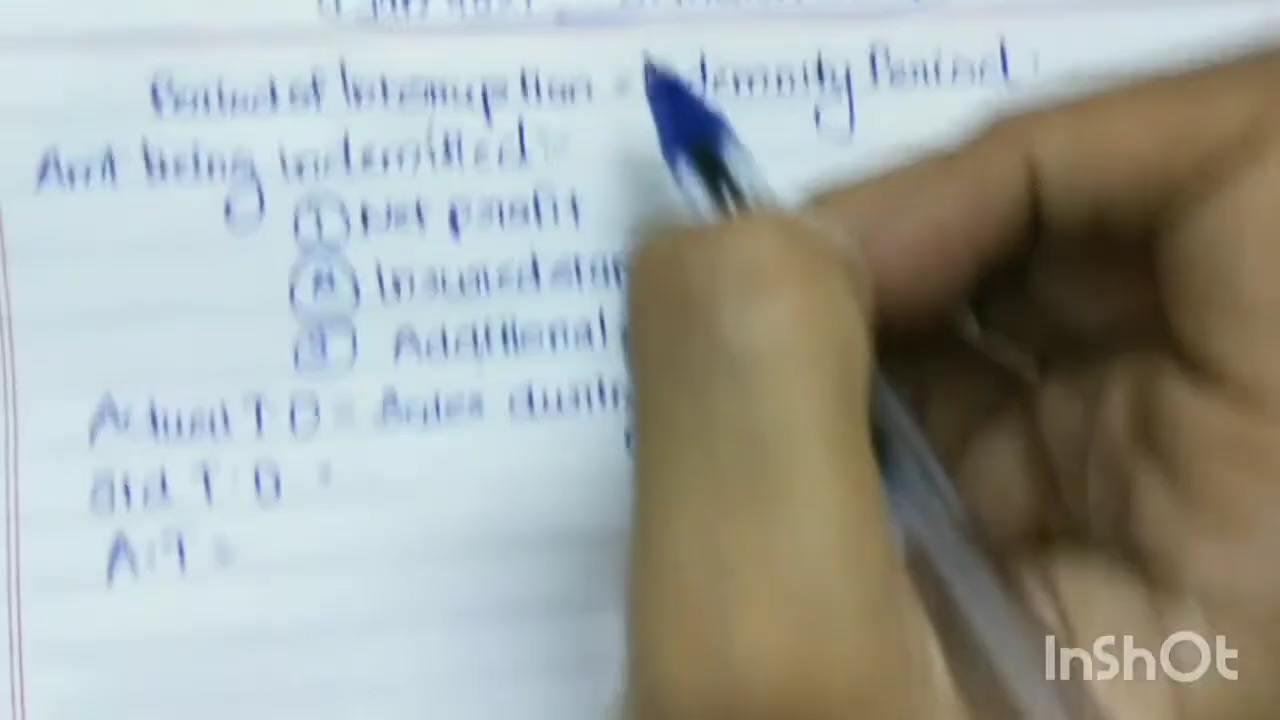 Period of Interruption = Indemnity Period :
Amt being indemnified :-
① Net profit
② Insured stan
③ Additional
Actual T.O = Sales during
Std T.O :
A.T =
InShOt